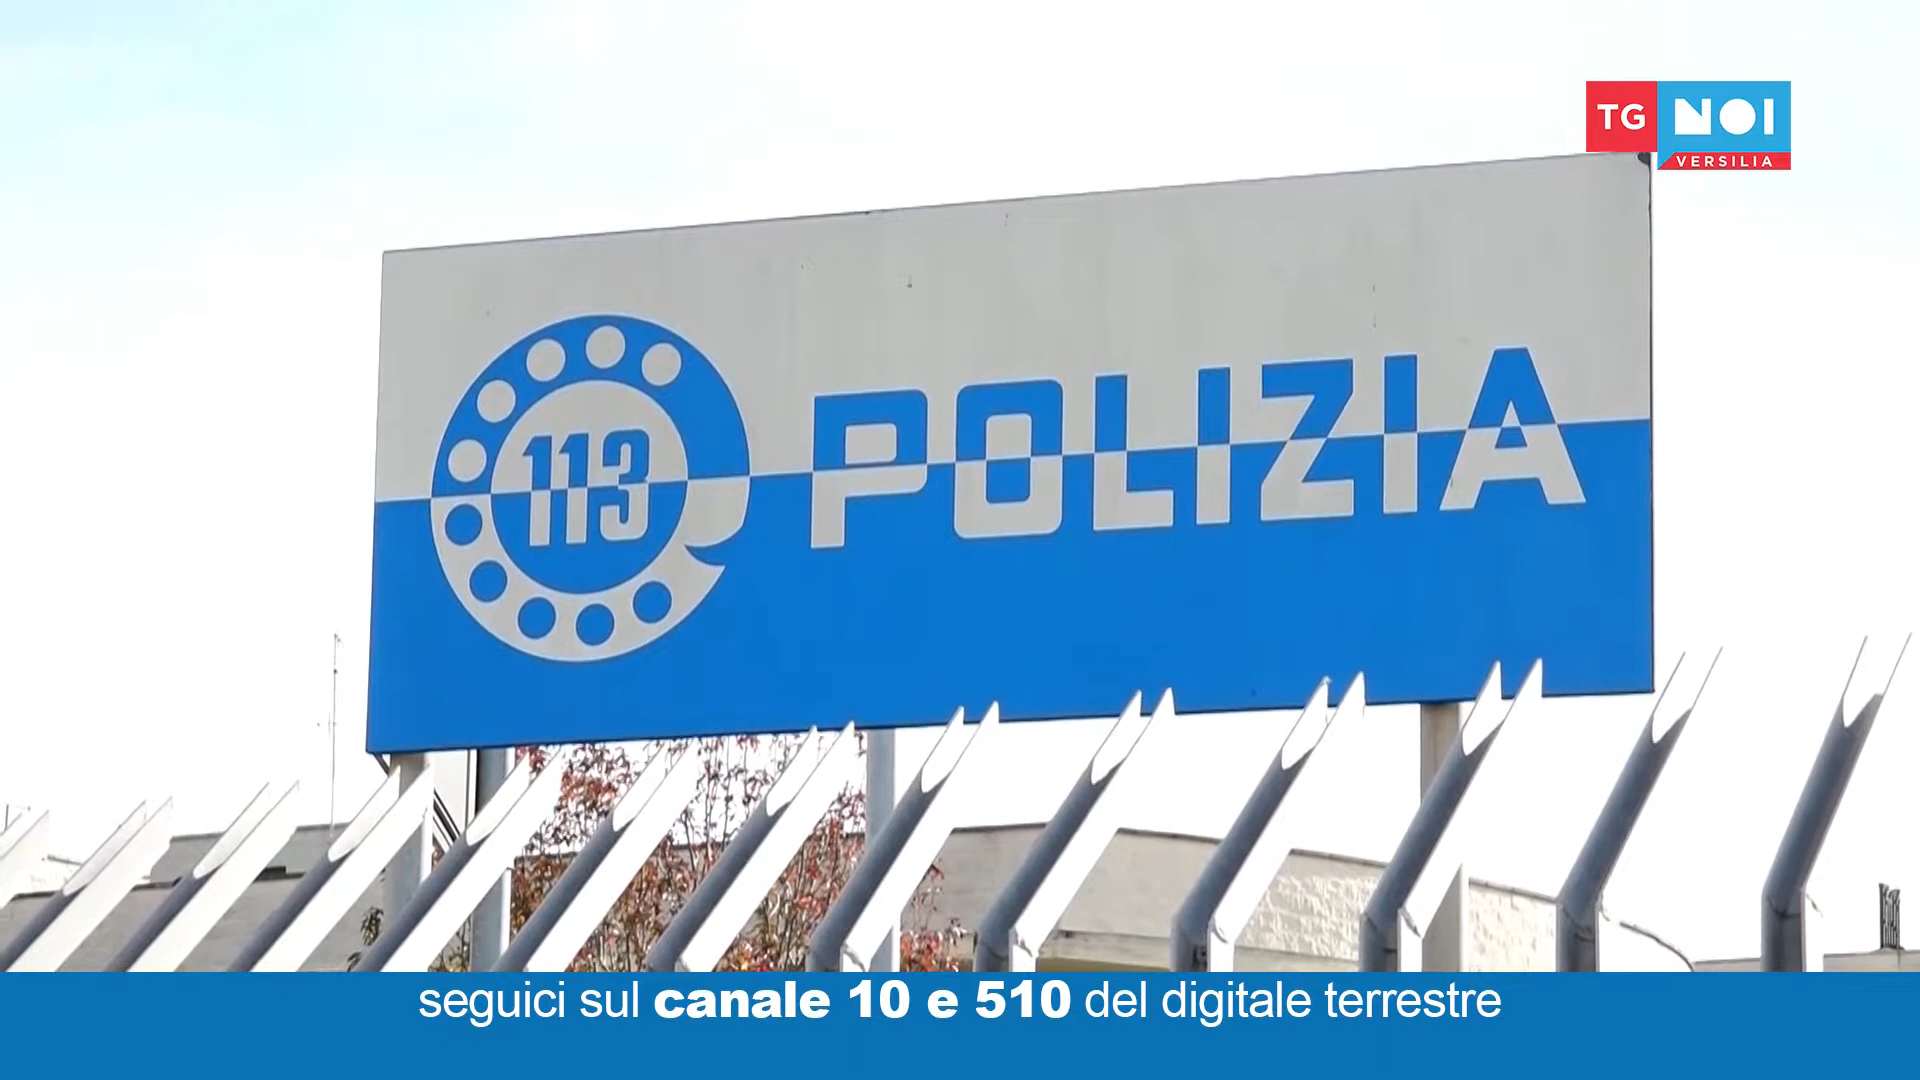 TG NOI
VERSILIA
113 POLIZIA
seguici sul canale 10 e 510 del digitale terrestre